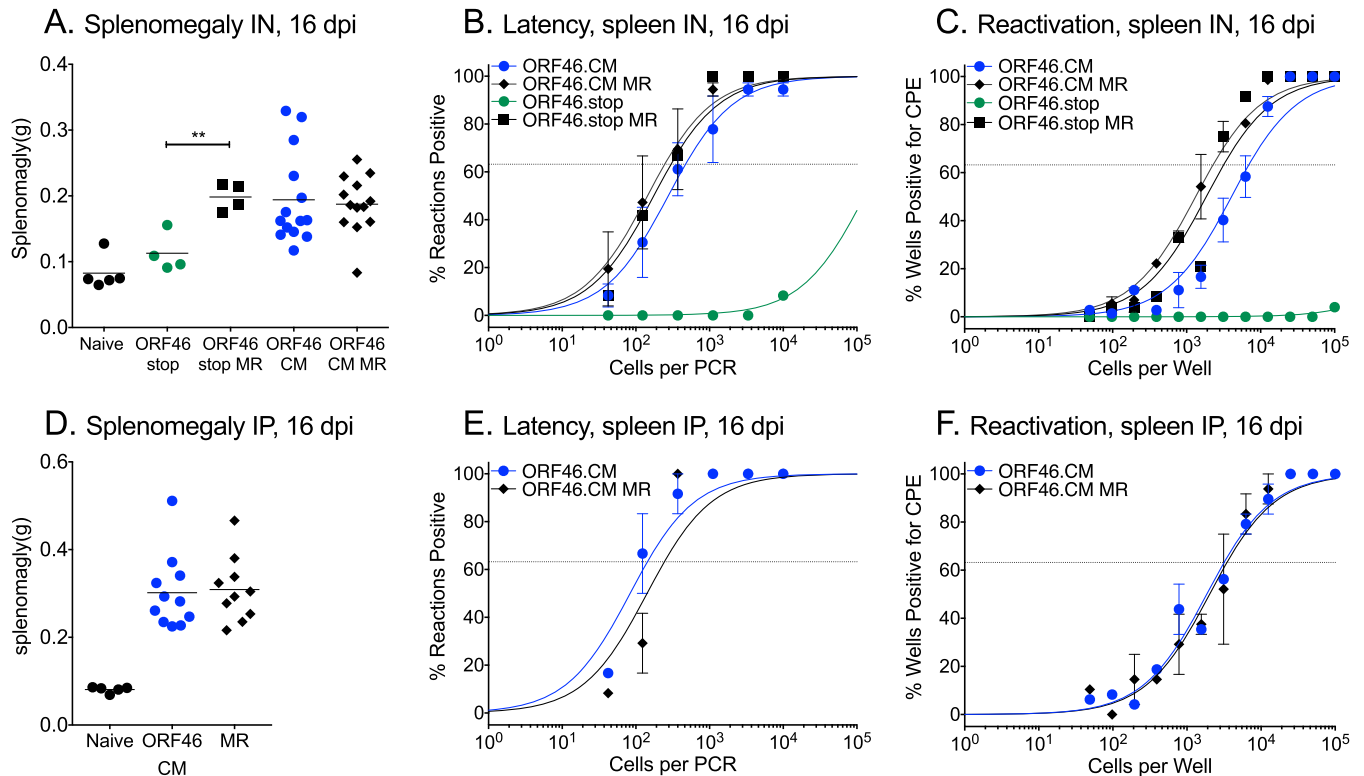 A. Splenomegaly IN, 16 dpi
Splenomagly(g)
0.4
0.3
0.2
0.1
0.0
**
Naive
ORF46 stop
ORF46 stop MR
ORF46 CM
ORF46 CM MR
B. Latency, spleen IN, 16 dpi
ORF46.CM
ORF46.CM MR
ORF46.stop
ORF46.stop MR
% Reactions Positive
100
80
60
40
20
0
10^0 10^1 10^2 10^3 10^4 10^5
Cells per PCR
C. Reactivation, spleen IN, 16 dpi
ORF46.CM
ORF46.CM MR
ORF46.stop
ORF46.stop MR
% Wells Positive for CPE
100
80
60
40
20
0
10^0 10^1 10^2 10^3 10^4 10^5
Cells per Well
D. Splenomegaly IP, 16 dpi
splenomagly(g)
0.6
0.4
0.2
0.0
Naive ORF46 MR
CM
E. Latency, spleen IP, 16 dpi
ORF46.CM
ORF46.CM MR
% Reactions Positive
100
80
60
40
20
0
10^0 10^1 10^2 10^3 10^4 10^5
Cells per PCR
F. Reactivation, spleen IP, 16 dpi
ORF46.CM
ORF46.CM MR
% Wells Positive for CPE
100
80
60
40
20
0
10^0 10^1 10^2 10^3 10^4 10^5
Cells per Well